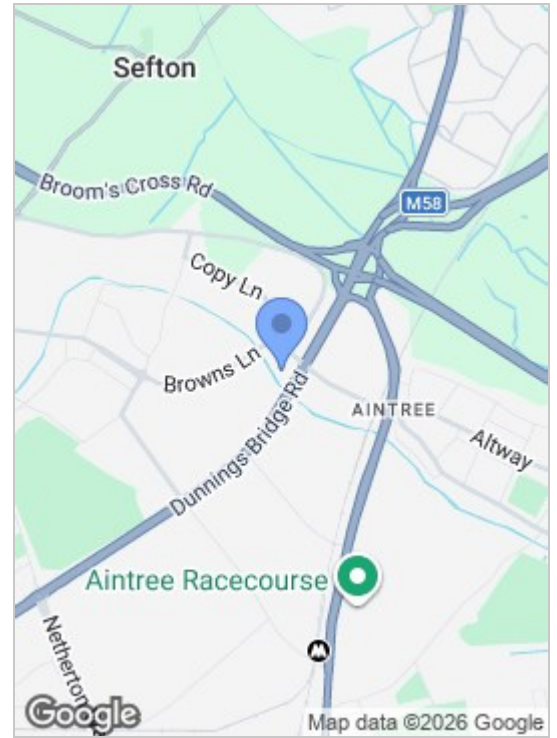 Sefton
Broom's Cross Rd
M58
Copy Ln
Browns Ln
AINTREE
Dunnings Bridge Rd
Altway
Aintree Racecourse
Netherton
Google
Map data ©2026 Google